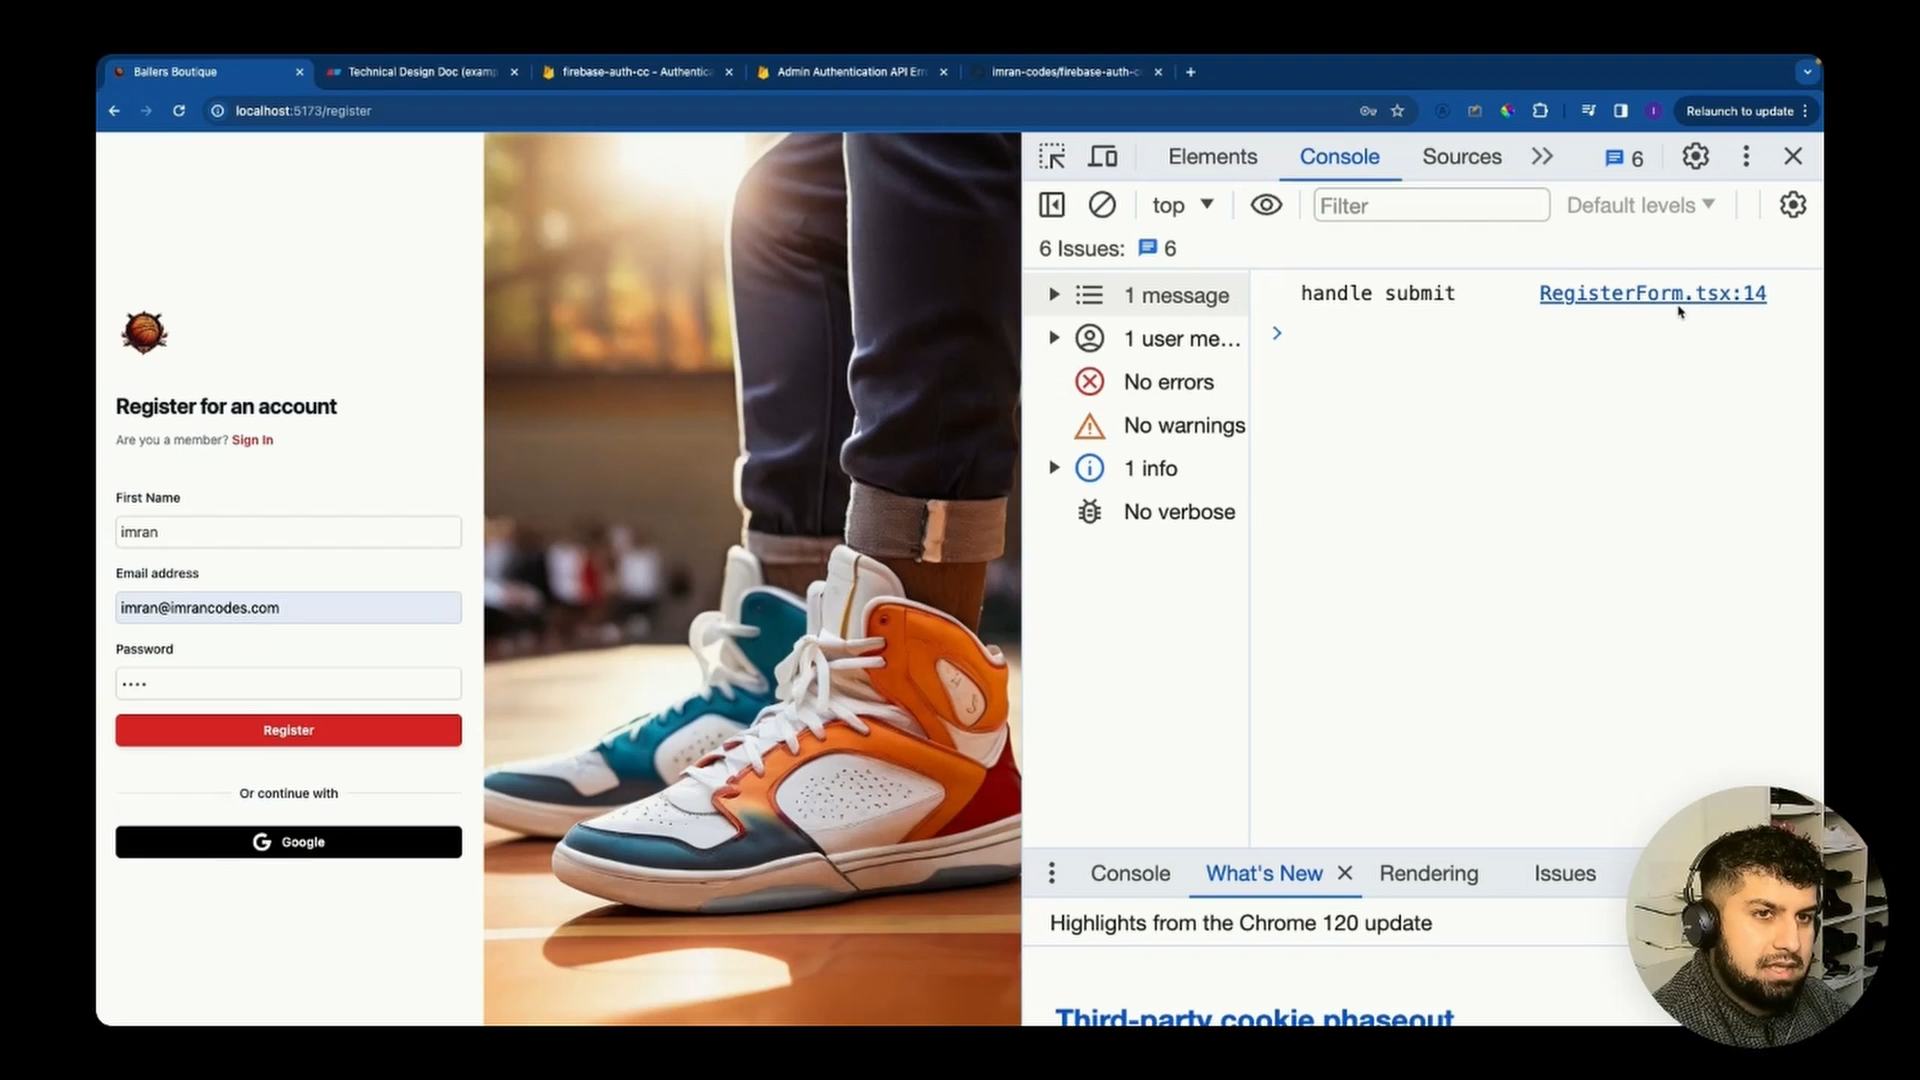 Ballers Boutique
Technical Design Doc (examp
firebase-auth-cc - Authentic
Admin Authentication API Err
imran-codes/firebase-auth-c
localhost:5173/register
Relaunch to update
Register for an account
Are you a member? Sign In
First Name
imran
Email address
imran@imrancodes.com
Password
••••
Register
Or continue with
Google
Elements
Console
Sources
6
top
Filter
Default levels
6 Issues: 6
1 message
1 user me...
No errors
No warnings
1 info
No verbose
handle submit
RegisterForm.tsx:14
Console
What's New
Rendering
Issues
Highlights from the Chrome 120 update
Third-party cookie phaseout